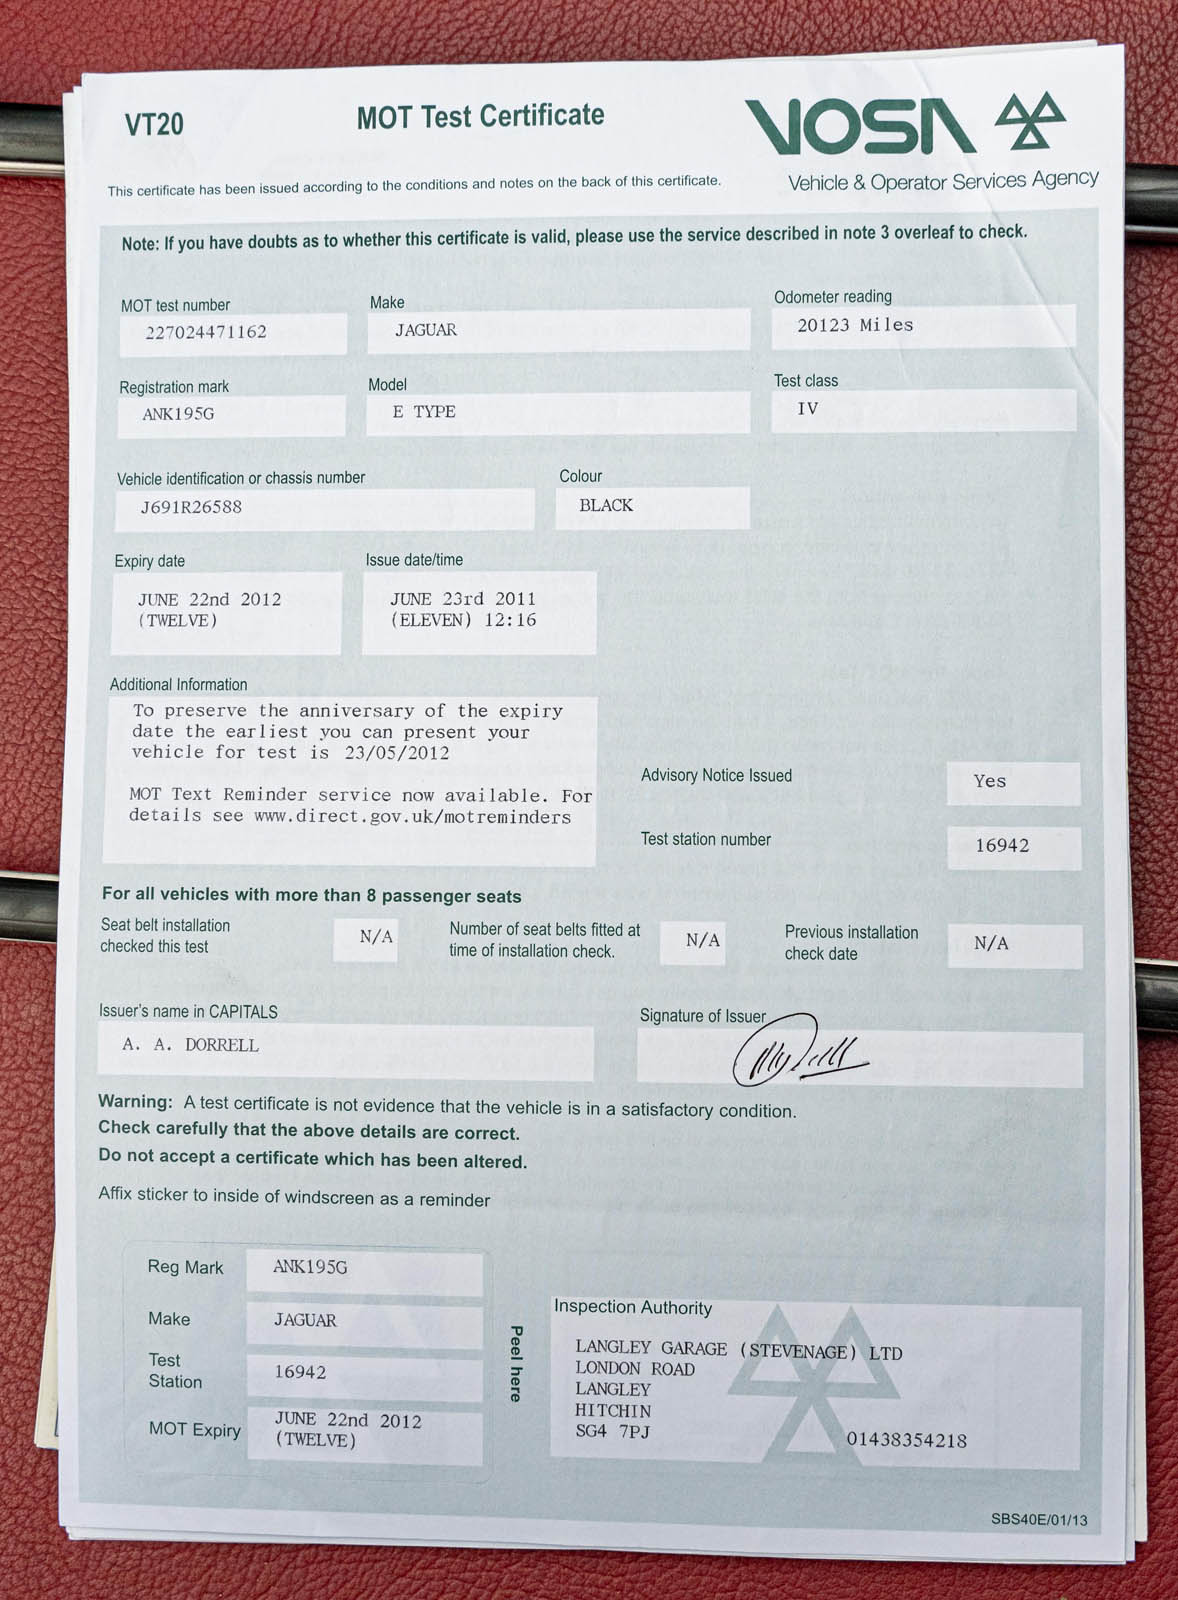 VT20
MOT Test Certificate
VOSA
This certificate has been issued according to the conditions and notes on the back of this certificate.
Vehicle & Operator Services Agency
Note: If you have doubts as to whether this certificate is valid, please use the service described in note 3 overleaf to check.
MOT test number
227024471162
Make
JAGUAR
Odometer reading
20123 Miles
Registration mark
ANK195G
Model
E TYPE
Test class
IV
Vehicle identification or chassis number
J691R26588
Colour
BLACK
Expiry date
JUNE 22nd 2012
(TWELVE)
Issue date/time
JUNE 23rd 2011
(ELEVEN) 12:16
Additional Information
To preserve the anniversary of the expiry
date the earliest you can present your
vehicle for test is 23/05/2012
MOT Text Reminder service now available. For
details see www.direct.gov.uk/motreminders
Advisory Notice Issued
Yes
Test station number
16942
For all vehicles with more than 8 passenger seats
Seat belt installation
checked this test
N/A
Number of seat belts fitted at
time of installation check.
N/A
Previous installation
check date
N/A
Issuer's name in CAPITALS
A. A. DORRELL
Signature of Issuer
Warning: A test certificate is not evidence that the vehicle is in a satisfactory condition.
Check carefully that the above details are correct.
Do not accept a certificate which has been altered.
Affix sticker to inside of windscreen as a reminder
Reg Mark
ANK195G
Make
JAGUAR
Test
Station
16942
MOT Expiry
JUNE 22nd 2012
(TWELVE)
Peel here
Inspection Authority
LANGLEY GARAGE (STEVENAGE) LTD
LONDON ROAD
LANGLEY
HITCHIN
SG4 7PJ
01438354218
SBS40E/01/13